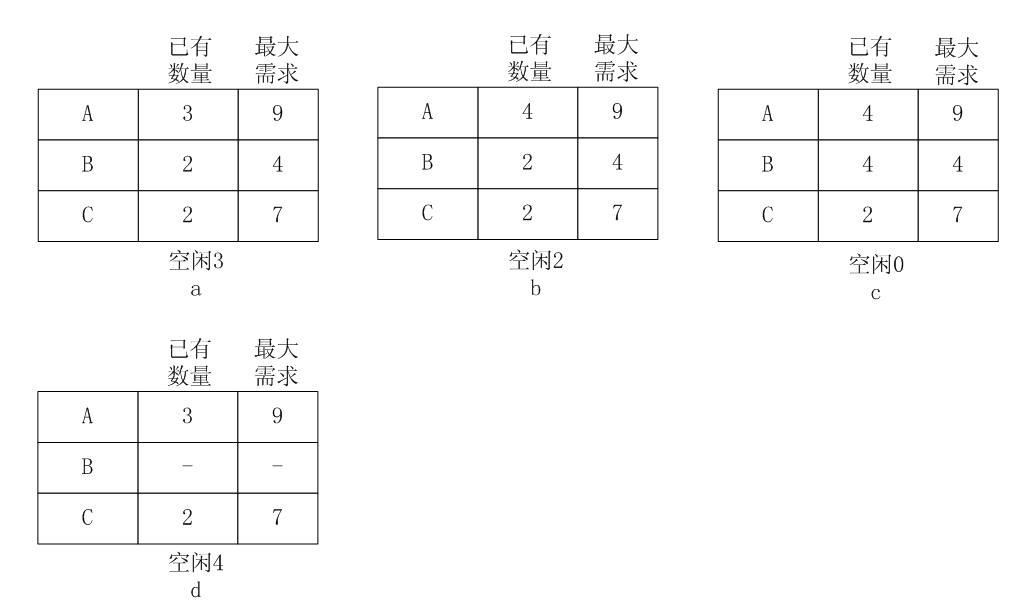 已有 最大
数量 需求
A 3 9
B 2 4
C 2 7
空闲3
a
已有 最大
数量 需求
A 4 9
B 2 4
C 2 7
空闲2
b
已有 最大
数量 需求
A 4 9
B 4 4
C 2 7
空闲0
c
已有 最大
数量 需求
A 3 9
B - -
C 2 7
空闲4
d